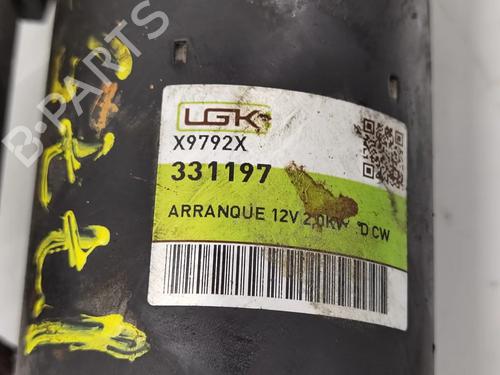 B-PARTS
LGK
X9792X
331197
ARRANQUE 12V 2,0KW D CW